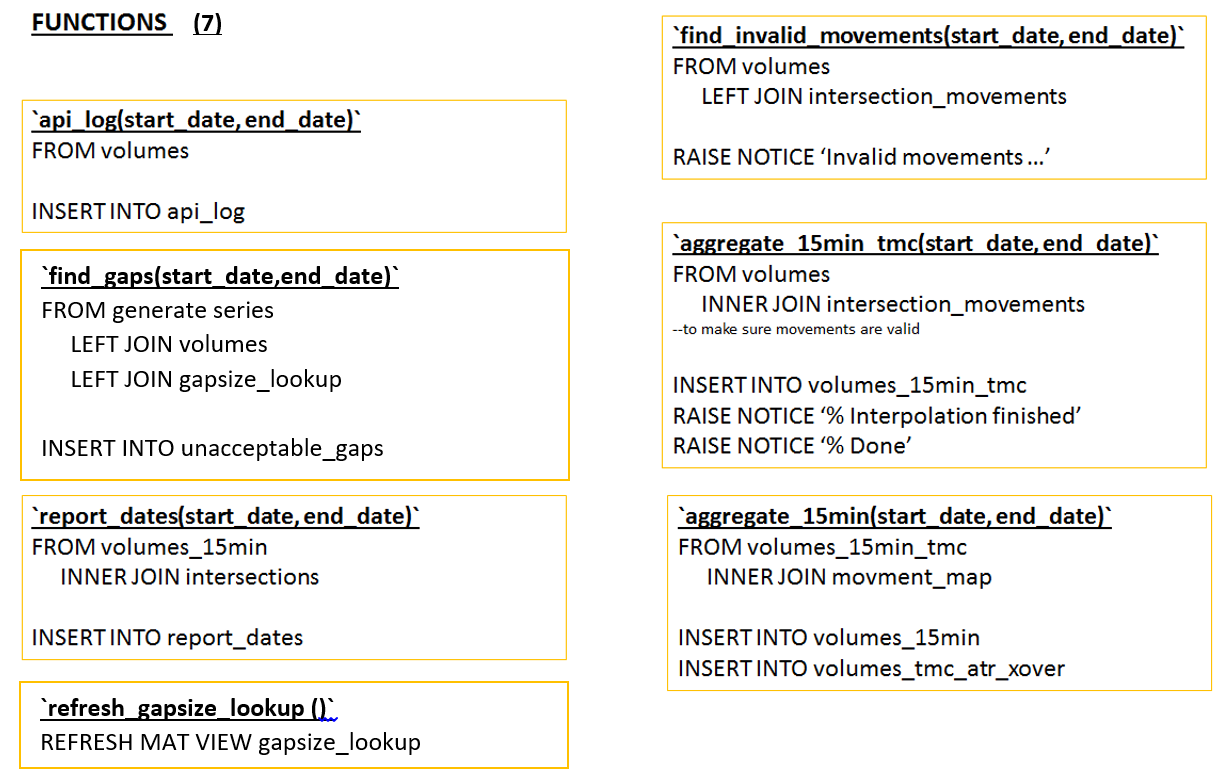 FUNCTIONS (7)
`api_log(start_date, end_date)`
FROM volumes
INSERT INTO api_log
`find_gaps(start_date,end_date)`
FROM generate series
LEFT JOIN volumes
LEFT JOIN gapsize_lookup
INSERT INTO unacceptable_gaps
`report_dates(start_date, end_date)`
FROM volumes_15min
INNER JOIN intersections
INSERT INTO report_dates
`refresh_gapsize_lookup ()`
REFRESH MAT VIEW gapsize_lookup
`find_invalid_movements(start_date, end_date)`
FROM volumes
LEFT JOIN intersection_movements
RAISE NOTICE ‘Invalid movements ...’
`aggregate_15min_tmc(start_date, end_date)`
FROM volumes
INNER JOIN intersection_movements
--to make sure movements are valid
INSERT INTO volumes_15min_tmc
RAISE NOTICE ‘% Interpolation finished’
RAISE NOTICE ‘% Done’
`aggregate_15min(start_date, end_date)`
FROM volumes_15min_tmc
INNER JOIN movment_map
INSERT INTO volumes_15min
INSERT INTO volumes_tmc_atr_xover